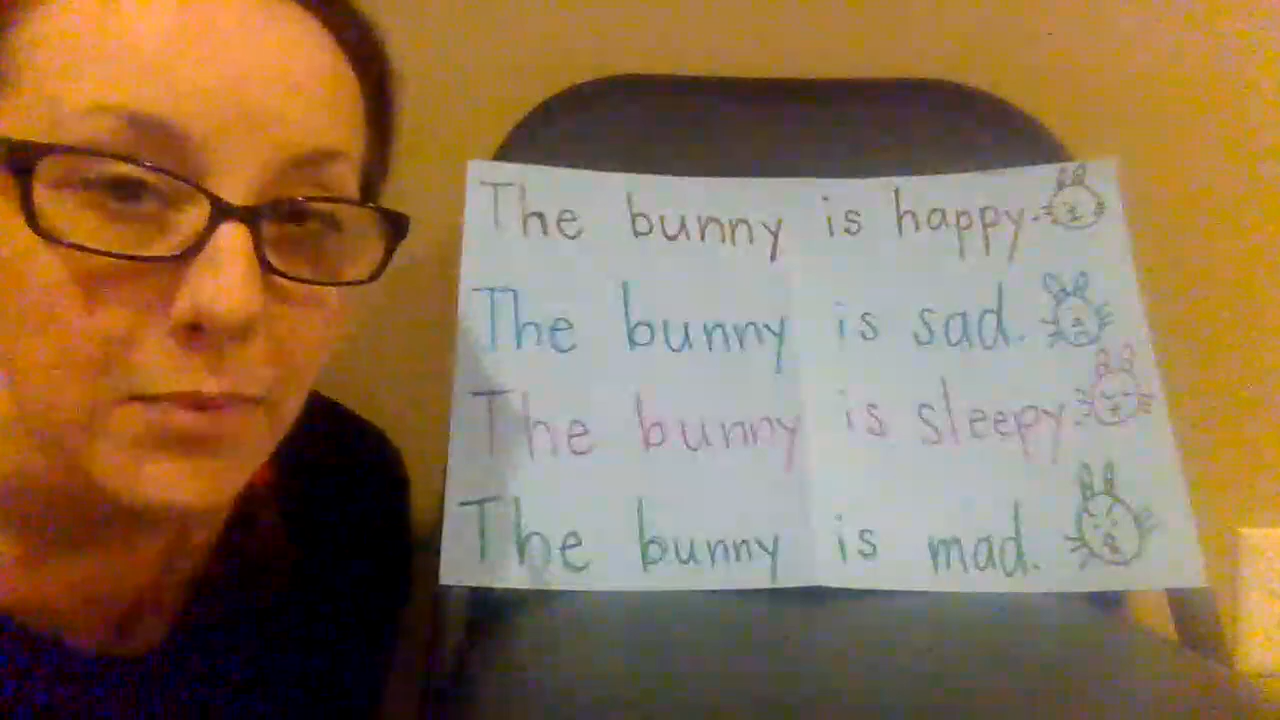 The bunny is happy.
The bunny is sad.
The bunny is sleepy.
The bunny is mad.